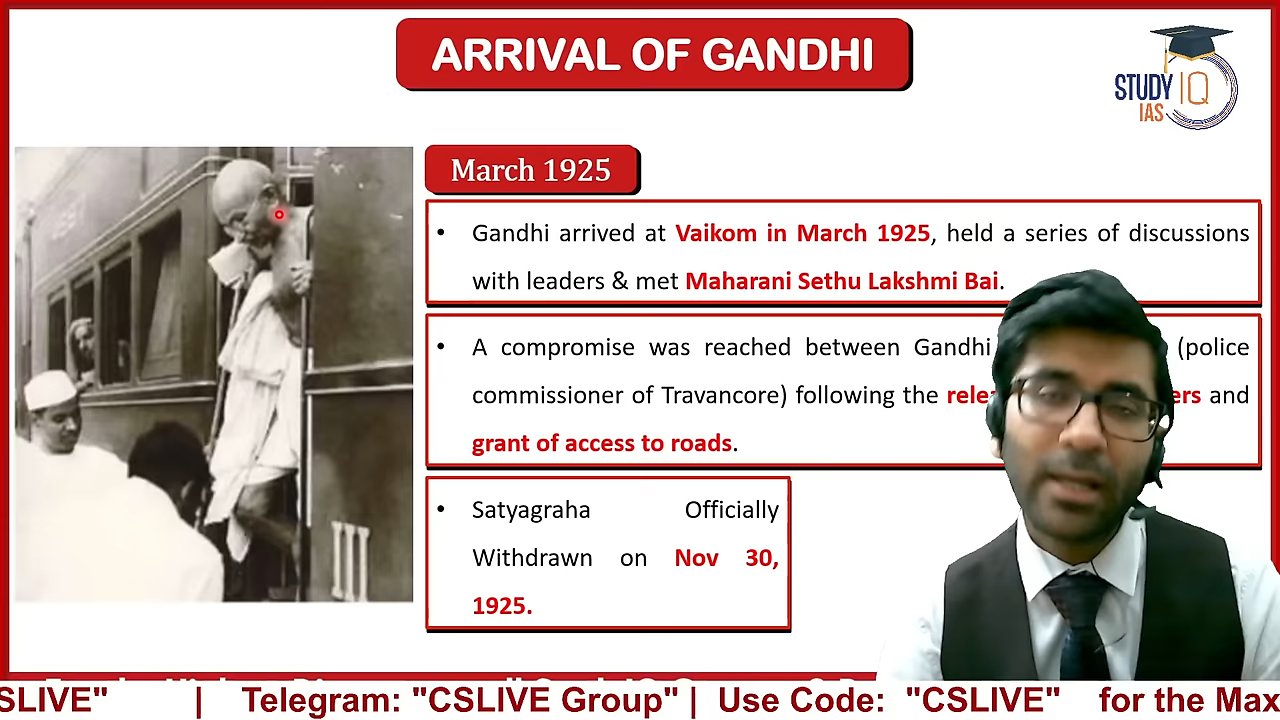 ARRIVAL OF GANDHI
STUDY IQ
IAS
March 1925
• Gandhi arrived at Vaikom in March 1925, held a series of discussions
with leaders & met Maharani Sethu Lakshmi Bai.
• A compromise was reached between Gandhi (police
commissioner of Travancore) following the and
grant of access to roads.
• Satyagraha Officially
Withdrawn on Nov 30,
1925.
SLIVE" | Telegram: "CSLIVE Group" | Use Code: "CSLIVE" for the Max